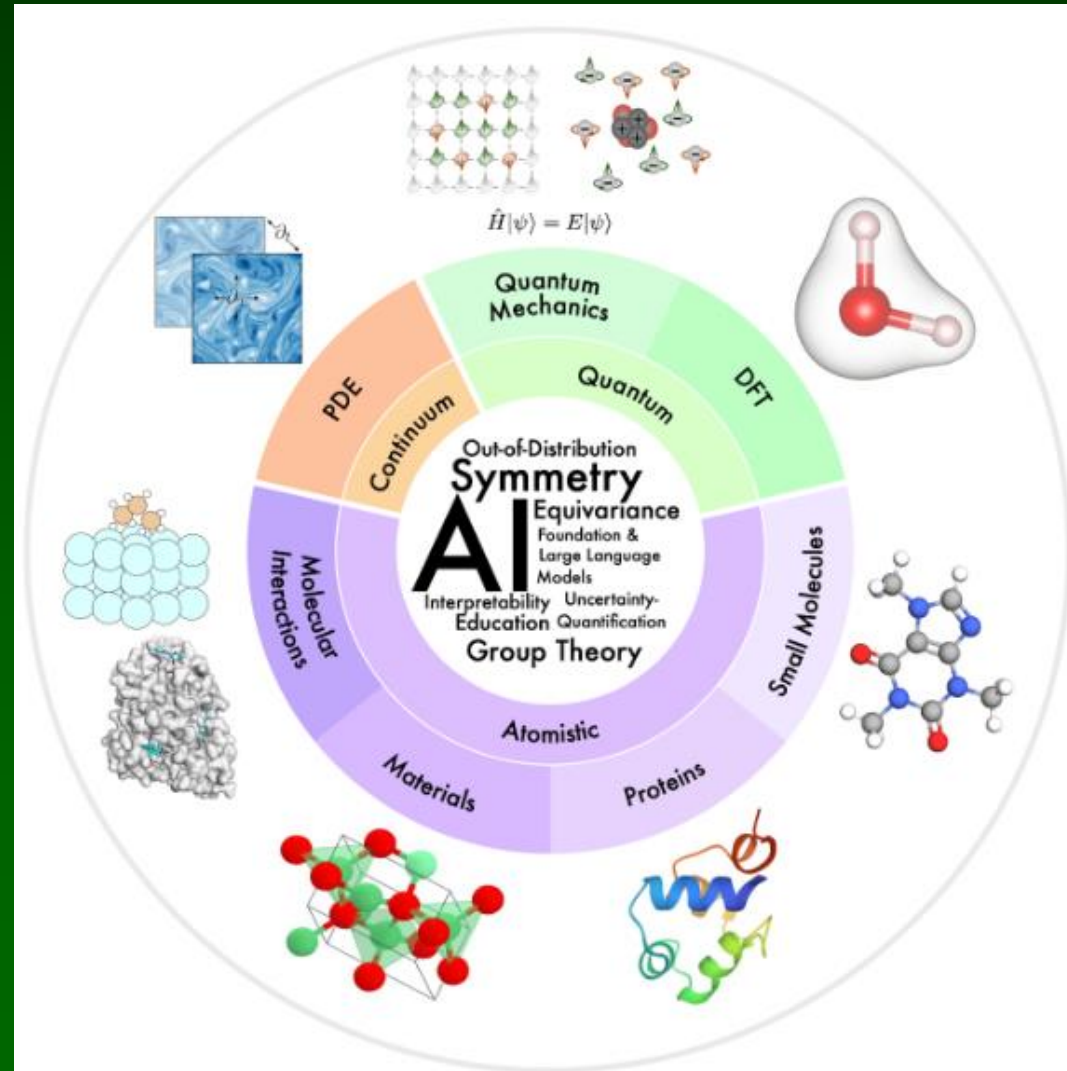 Ĥ|ψ⟩ = E|ψ⟩
∂t
Quantum
Mechanics
DFT
PDE
Continuum
Quantum
Out-of-Distribution
Symmetry
AI
Equivariance
Foundation &
Large Language
Models
Interpretability
Uncertainty-
Education
Quantification
Group Theory
Molecular
Interactions
Small Molecules
Atomistic
Materials
Proteins